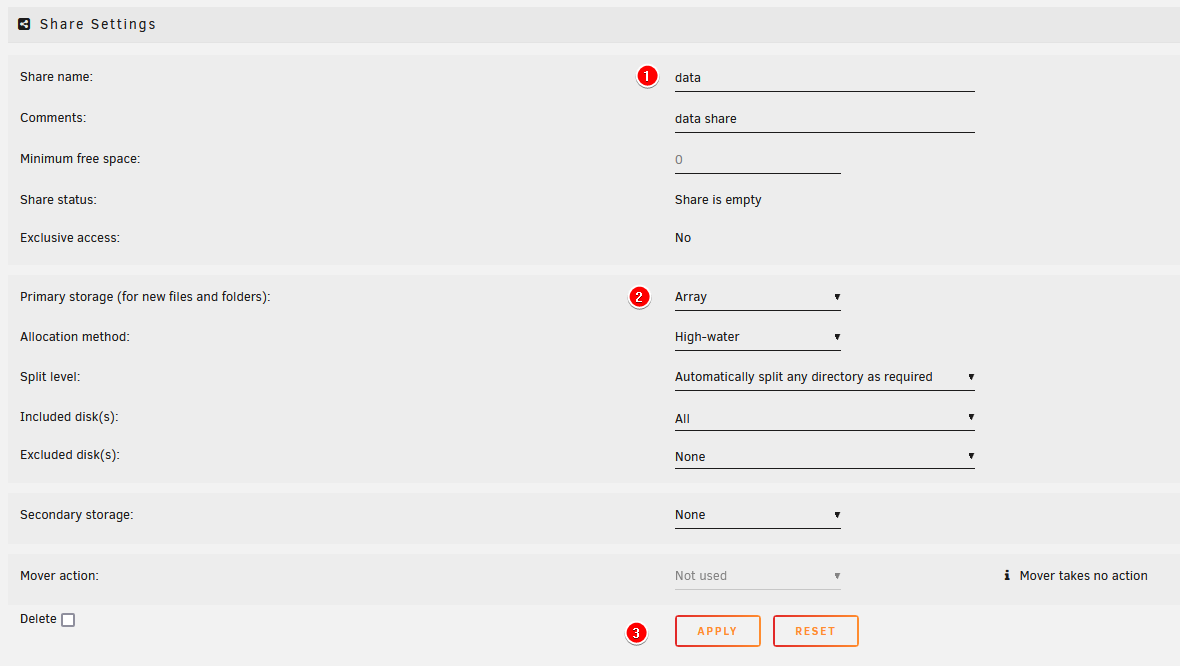 Share Settings
Share name: 1 data
Comments: data share
Minimum free space: 0
Share status: Share is empty
Exclusive access: No
Primary storage (for new files and folders): 2 Array
Allocation method: High-water
Split level: Automatically split any directory as required
Included disk(s): All
Excluded disk(s): None
Secondary storage: None
Mover action: Not used Mover takes no action
Delete 3 APPLY RESET